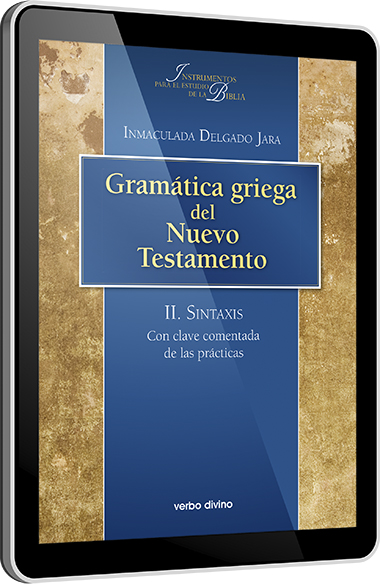 INSTRUMENTOS
PARA EL ESTUDIO
DE LA BIBLIA
INMACULADA DELGADO JARA
Gramática griega
del
Nuevo
Testamento
II. SINTAXIS
Con clave comentada
de las prácticas
verbo divino